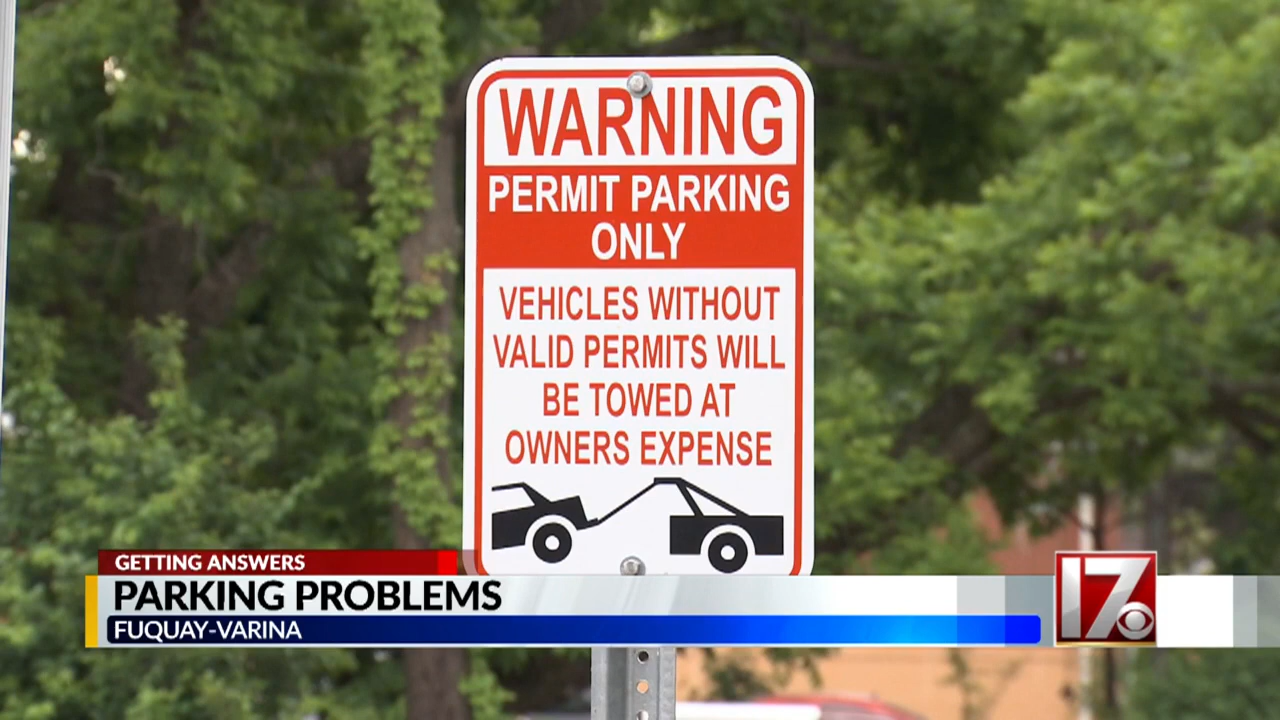 WARNING
PERMIT PARKING
ONLY
VEHICLES WITHOUT
VALID PERMITS WILL
BE TOWED AT
OWNERS EXPENSE
GETTING ANSWERS
PARKING PROBLEMS
FUQUAY-VARINA
17